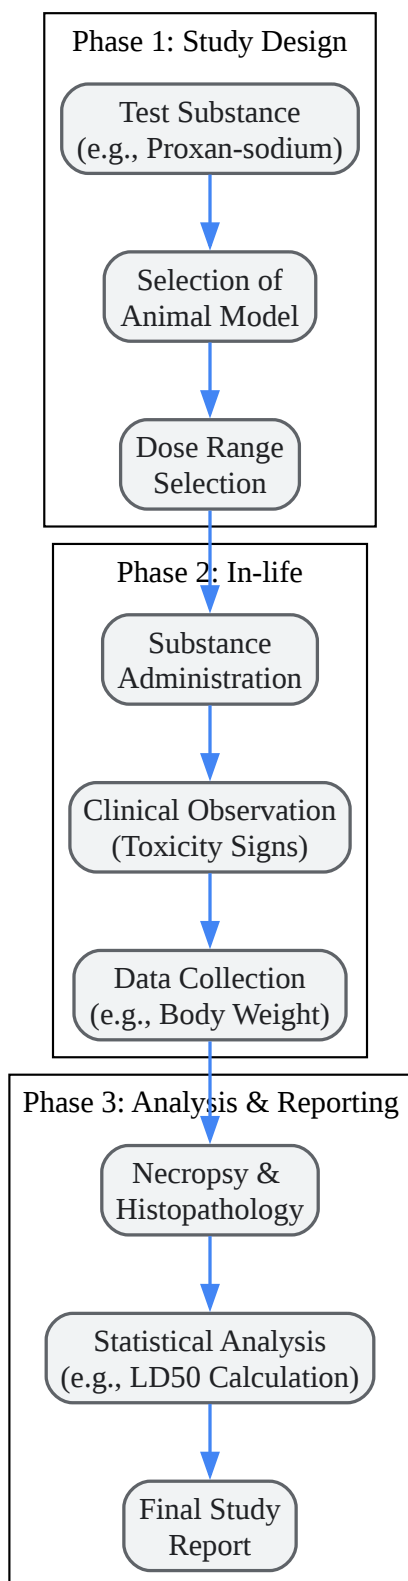 Phase 1: Study Design
Test Substance
(e.g., Proxan-sodium)
Selection of
Animal Model
Dose Range
Selection
Phase 2: In-life
Substance
Administration
Clinical Observation
(Toxicity Signs)
Data Collection
(e.g., Body Weight)
Phase 3: Analysis & Reporting
Necropsy &
Histopathology
Statistical Analysis
(e.g., LD50 Calculation)
Final Study
Report